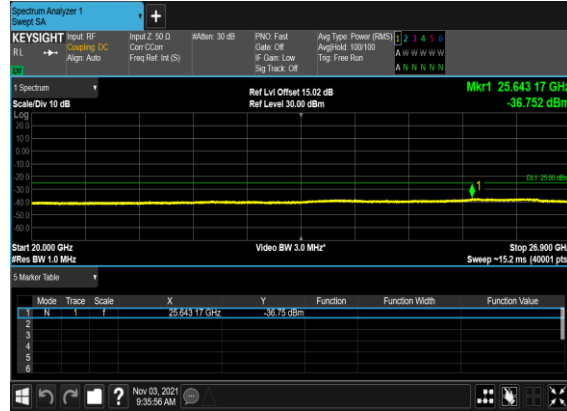 Spectrum Analyzer 1
Swept SA
+
KEYSIGHT Input: RF Input Z: 50 Ω #Atten: 30 dB PNO: Fast Avg Type: Power (RMS) 1 2 3 4 5 6
RL Coupling: DC Corr CCorr Gate: Off Avg|Hold: 100/100 A W W W W W
Align: Auto Freq Ref: Int (S) IF Gain: Low Trig: Free Run
Sig Track: Off A N N N N N
LW
1 Spectrum Ref Lvl Offset 15.02 dB Mkr1 25.643 17 GHz
Scale/Div 10 dB Ref Level 30.00 dBm -36.752 dBm
Log
20.0
10.0
0.00
-10.0
-20.0
DL1 -25.00 dBm
-30.0
1
-40.0
-50.0
-60.0
Start 20.000 GHz Video BW 3.0 MHz* Stop 26.900 GHz
#Res BW 1.0 MHz Sweep ~15.2 ms (40001 pts)
5 Marker Table
Mode Trace Scale X Y Function Function Width Function Value
1 N 1 f 25.643 17 GHz -36.75 dBm
2
3
4
5
6
? Nov 03, 2021
9:35:56 AM